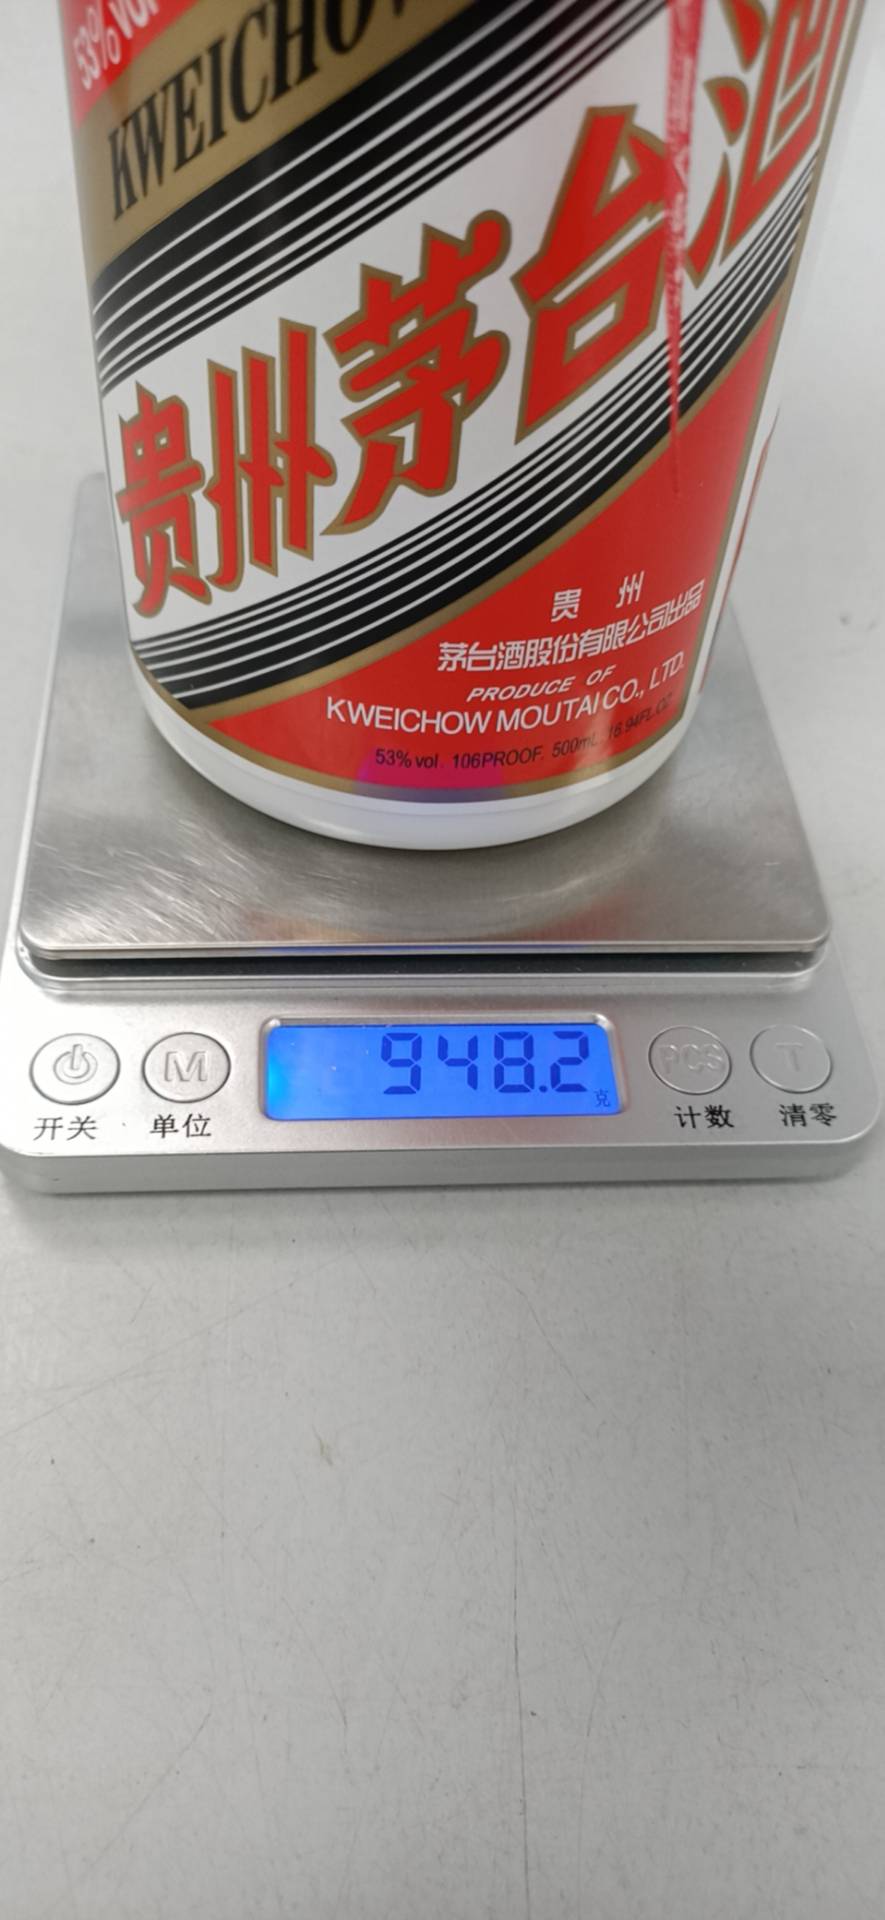 53%vol
KWEICHOW
贵州茅台酒
贵 州
茅台酒股份有限公司出品
PRODUCE OF
KWEICHOW MOUTAI CO., LTD.
53%vol. 106PROOF. 500mL. 16.94FL.OZ
948.2
克
M
PCS
T
开关
单位
计数
清零